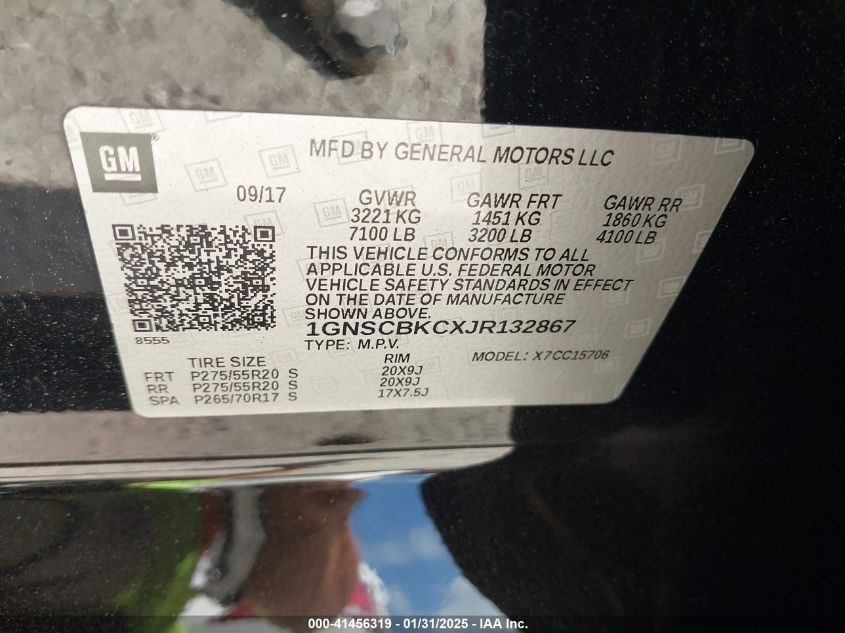 GM
MFD BY GENERAL MOTORS LLC
09/17
GVWR GAWR FRT GAWR RR
3221 KG 1451 KG 1860 KG
7100 LB 3200 LB 4100 LB
THIS VEHICLE CONFORMS TO ALL
APPLICABLE U.S. FEDERAL MOTOR
VEHICLE SAFETY STANDARDS IN EFFECT
ON THE DATE OF MANUFACTURE
SHOWN ABOVE.
1GNSCBKCXJR132867
8555
TYPE: M.P.V. MODEL: X7CC15706
TIRE SIZE RIM
FRT P275/55R20 S 20X9J
RR P275/55R20 S 20X9J
SPA P265/70R17 S 17X7.5J
000-41456319 / 01/31/2025 - IAA Inc.